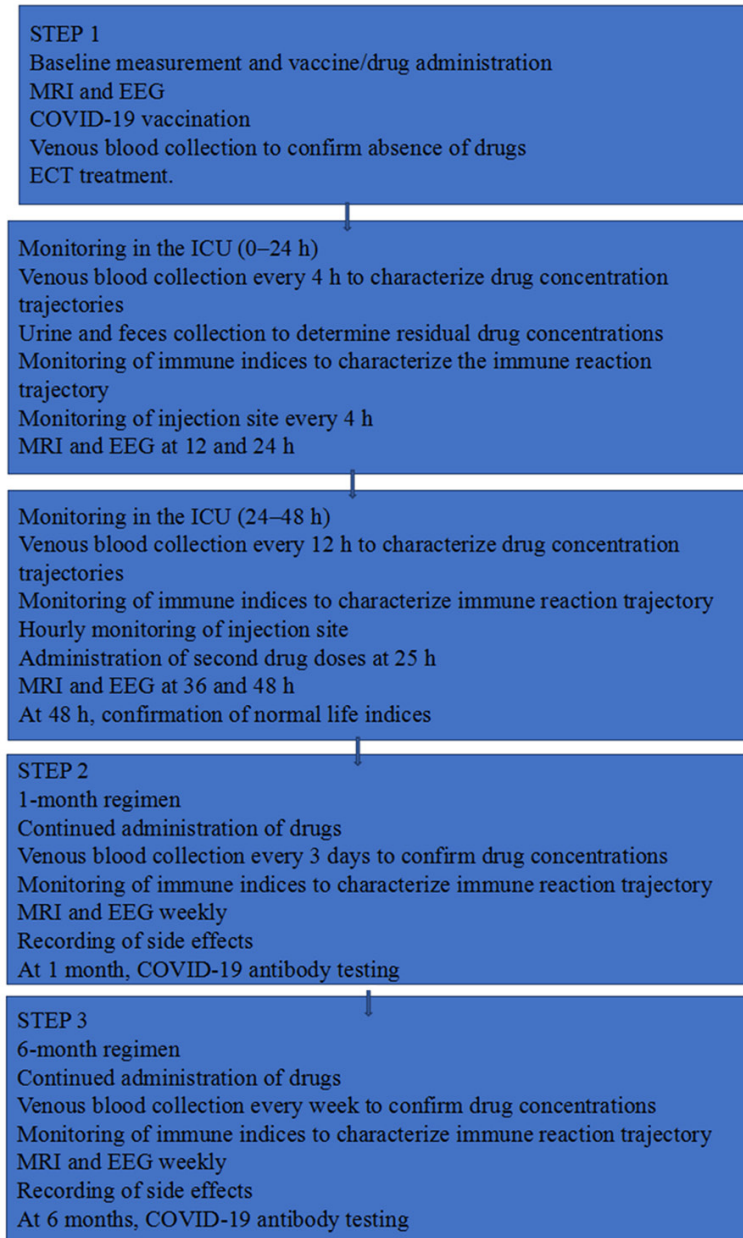 STEP 1
Baseline measurement and vaccine/drug administration
MRI and EEG
COVID-19 vaccination
Venous blood collection to confirm absence of drugs
ECT treatment.
Monitoring in the ICU (0–24 h)
Venous blood collection every 4 h to characterize drug concentration
trajectories
Urine and feces collection to determine residual drug concentrations
Monitoring of immune indices to characterize the immune reaction
trajectory
Monitoring of injection site every 4 h
MRI and EEG at 12 and 24 h
Monitoring in the ICU (24–48 h)
Venous blood collection every 12 h to characterize drug concentration
trajectories
Monitoring of immune indices to characterize immune reaction trajectory
Hourly monitoring of injection site
Administration of second drug doses at 25 h
MRI and EEG at 36 and 48 h
At 48 h, confirmation of normal life indices
STEP 2
1-month regimen
Continued administration of drugs
Venous blood collection every 3 days to confirm drug concentrations
Monitoring of immune indices to characterize immune reaction trajectory
MRI and EEG weekly
Recording of side effects
At 1 month, COVID-19 antibody testing
STEP 3
6-month regimen
Continued administration of drugs
Venous blood collection every week to confirm drug concentrations
Monitoring of immune indices to characterize immune reaction trajectory
MRI and EEG weekly
Recording of side effects
At 6 months, COVID-19 antibody testing